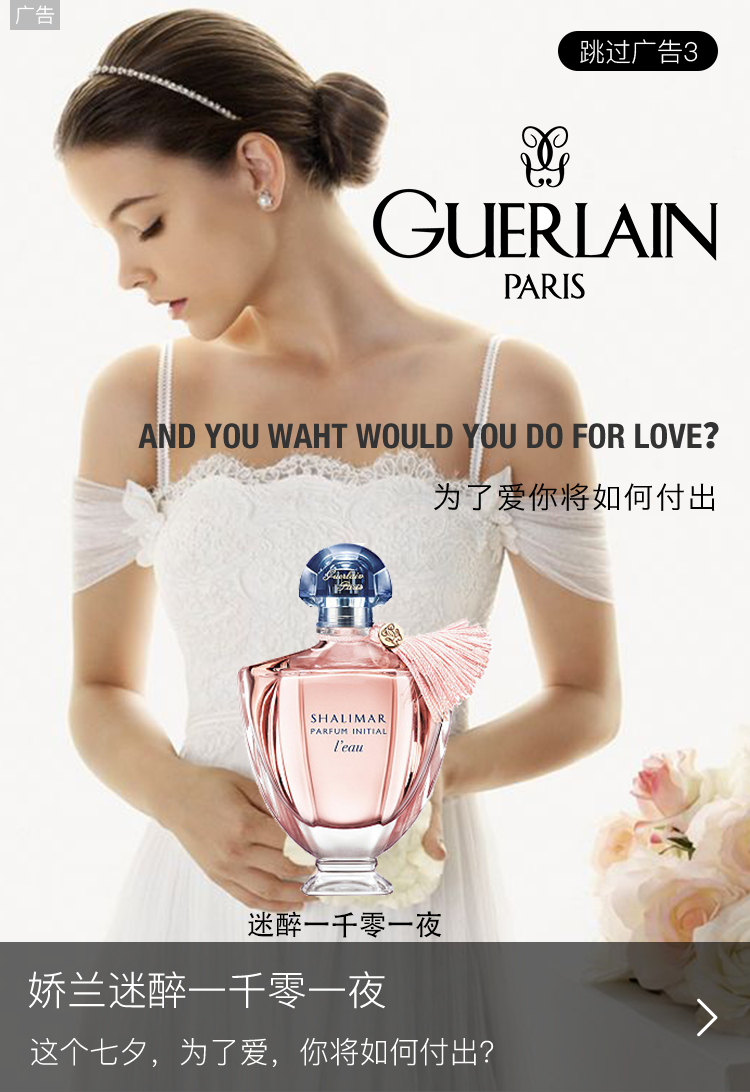 广告
跳过广告3
GUERLAIN
PARIS
AND YOU WAHT WOULD YOU DO FOR LOVE?
为了爱你将如何付出
Guerlain
Paris
SHALIMAR
PARFUM INITIAL
l'eau
迷醉一千零一夜
娇兰迷醉一千零一夜
这个七夕，为了爱，你将如何付出？